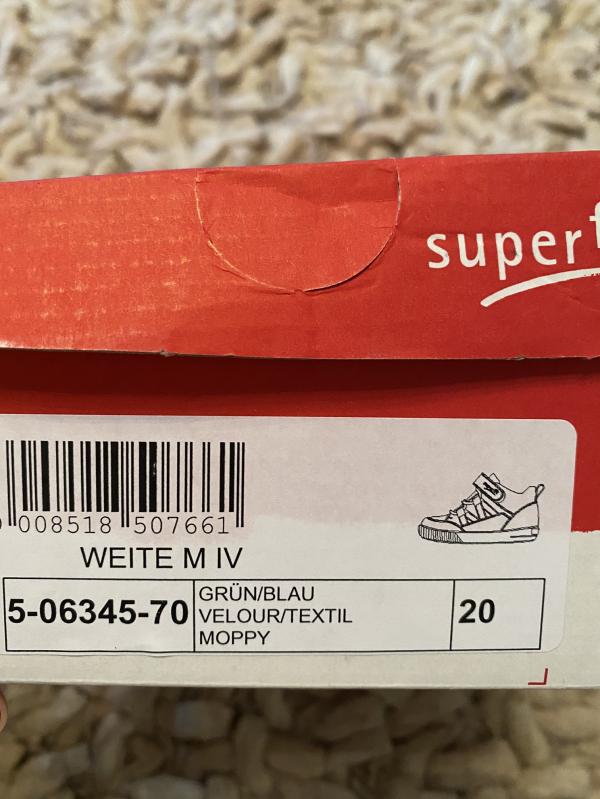 superf
008518 507661
WEITE M IV
5-06345-70
GRÜN/BLAU
VELOUR/TEXTIL
MOPPY
20